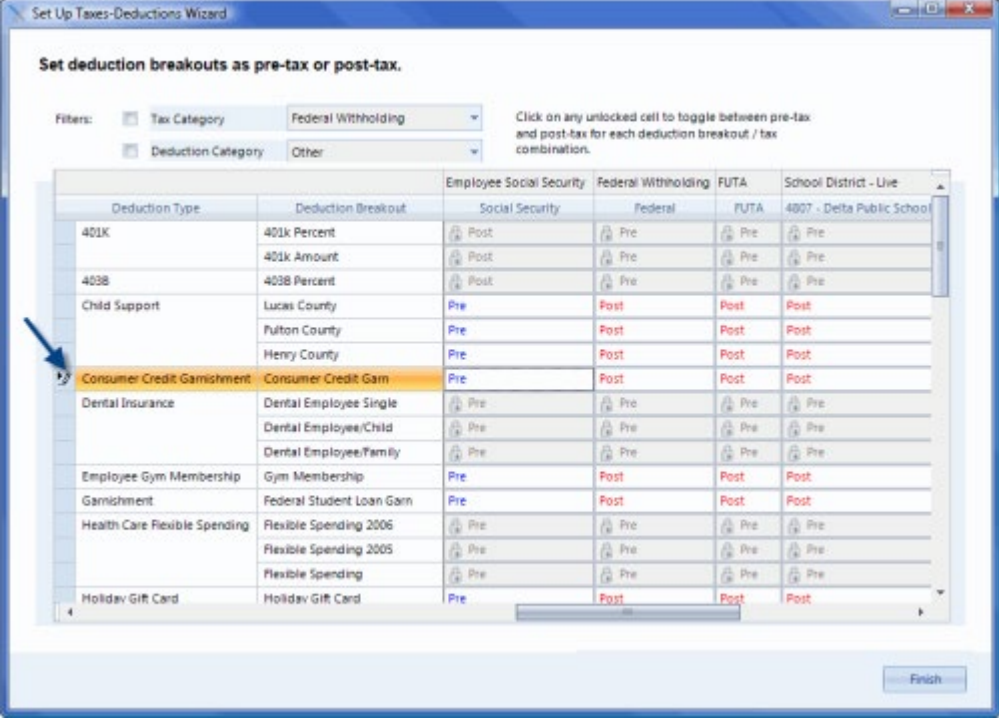 Set Up Taxes-Deductions Wizard
Set deduction breakouts as pre-tax or post-tax.
Filters: Tax Category Federal Withholding
Click on any unlocked cell to toggle between pre-tax
and post-tax for each deduction breakout / tax
combination.
Deduction Category Other
Employee Social Security Federal Withholding FUTA School District - Live
Deduction Type Deduction Breakout Social Security Federal FUTA 4807 - Delta Public School
401K 401k Percent Post Pre Pre Pre
401k Amount Post Pre Pre Pre
403B 403B Percent Post Pre Pre Pre
Child Support Lucas County Pre Post Post Post
Fulton County Pre Post Post Post
Henry County Pre Post Post Post
Consumer Credit Garnishment Consumer Credit Garn Pre Post Post Post
Dental Insurance Dental Employee Single Pre Pre Pre Pre
Dental Employee/Child Pre Pre Pre Pre
Dental Employee/Family Pre Pre Pre Pre
Employee Gym Membership Gym Membership Pre Post Post Post
Garnishment Federal Student Loan Garn Pre Post Post Post
Health Care Flexible Spending Flexible Spending 2006 Pre Pre Pre Pre
Flexible Spending 2005 Pre Pre Pre Pre
Flexible Spending Pre Pre Pre Pre
Holiday Gift Card Holiday Gift Card Pre Post Post Post
Finish